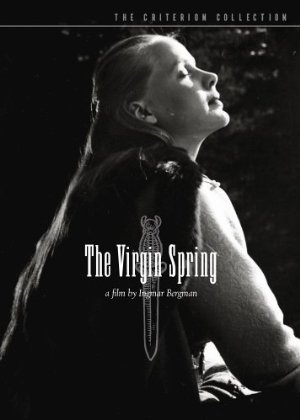 THE CRITERION COLLECTION
The Virgin Spring
a film by Ingmar Bergman